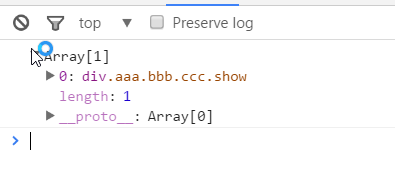 top Preserve log
Array[1]
0: div.aaa.bbb.ccc.show
length: 1
__proto__: Array[0]